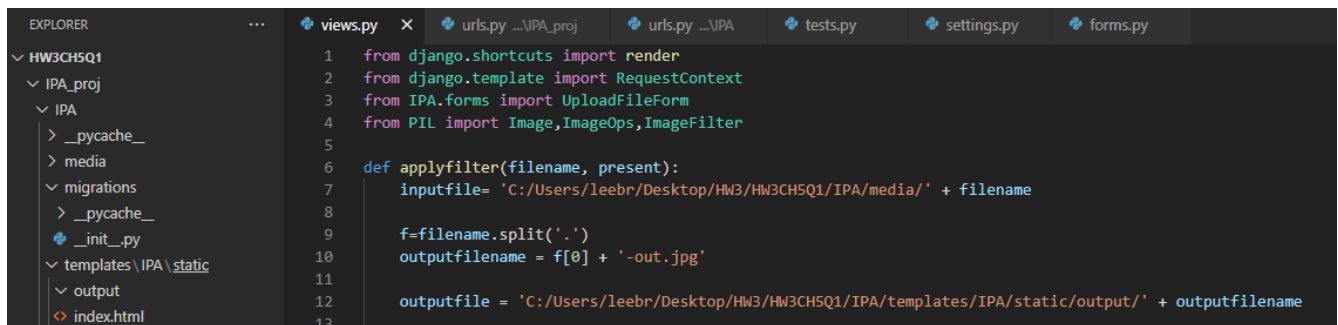 EXPLORER ...
HW3CH5Q1
IPA_proj
IPA
__pycache__
media
migrations
__pycache__
__init__.py
templates\IPA\static
output
index.html
views.py urls.py ...\IPA_proj urls.py ...\IPA tests.py settings.py forms.py
1 from django.shortcuts import render
2 from django.template import RequestContext
3 from IPA.forms import UploadFileForm
4 from PIL import Image,ImageOps,ImageFilter
5
6 def applyfilter(filename, present):
7 inputfile= 'C:/Users/leebr/Desktop/HW3/HW3CH5Q1/IPA/media/' + filename
8
9 f=filename.split('.')
10 outputfilename = f[0] + '-out.jpg'
11
12 outputfile = 'C:/Users/leebr/Desktop/HW3/HW3CH5Q1/IPA/templates/IPA/static/output/' + outputfilename
13